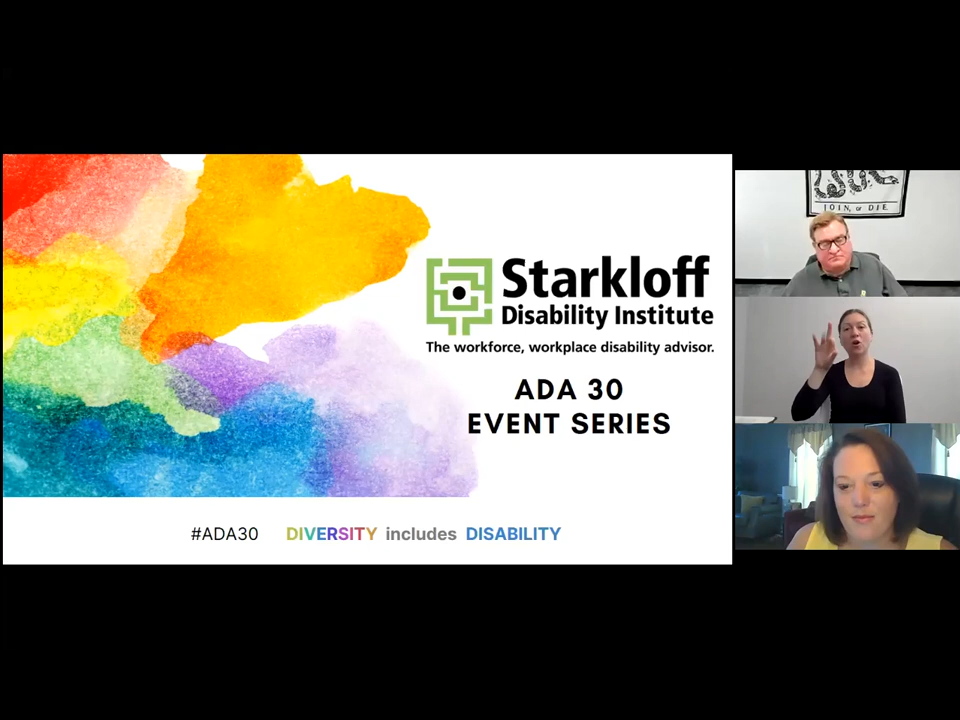 Starkloff
Disability Institute
The workforce, workplace disability advisor.
ADA 30
EVENT SERIES
#ADA30 DIVERSITY includes DISABILITY
JOIN, or DIE.